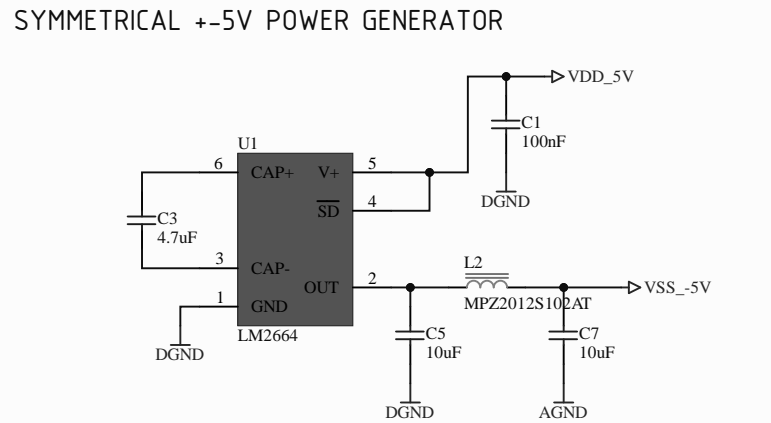 SYMMETRICAL +-5V POWER GENERATOR
VDD_5V
C1
100nF
DGND
U1
6 CAP+ V+ 5
SD 4
C3
4.7uF
3 CAP-
OUT 2
1 GND
LM2664
DGND
L2
MPZ2012S102AT
VSS_-5V
C5
10uF
DGND
C7
10uF
AGND